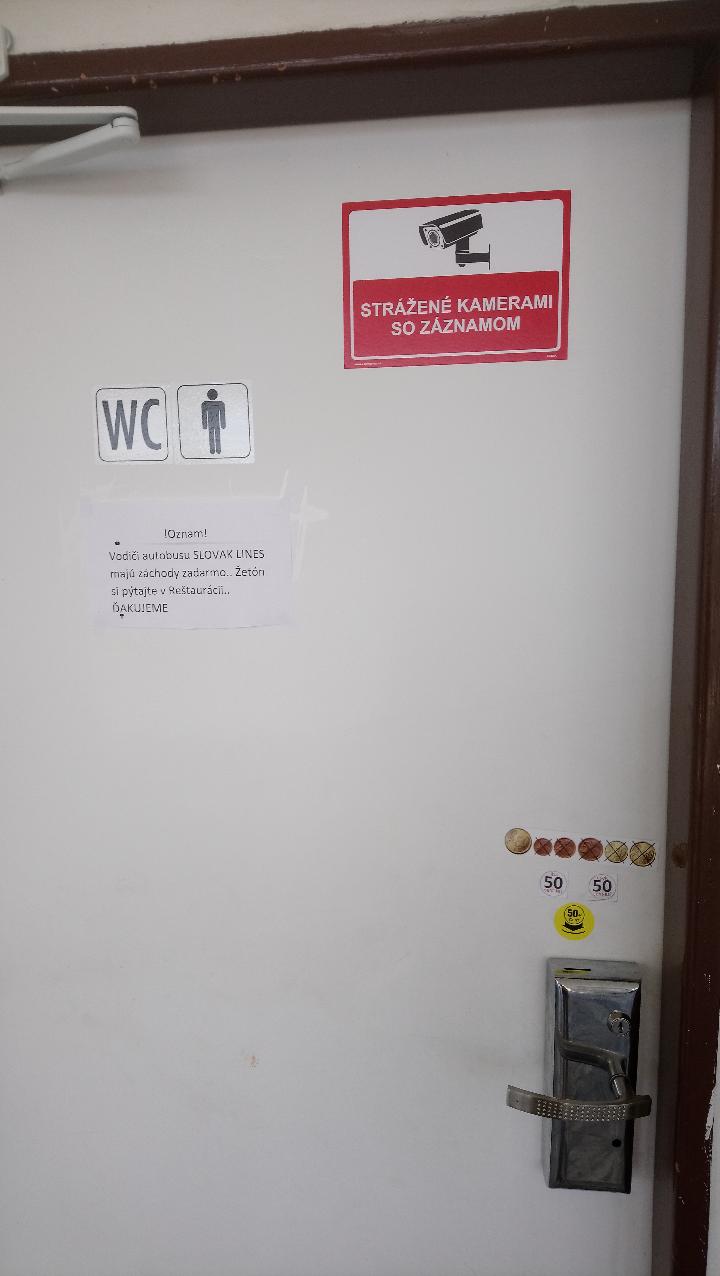 STRÁŽENÉ KAMERAMI
SO ZÁZNAMOM
WC
!Oznam!
Vodiči autobusu SLOVAK LINES
majú záchody zadarmo.. Žetón
si pýtajte v Reštaurácii..
ĎAKUJEME
50
50
50